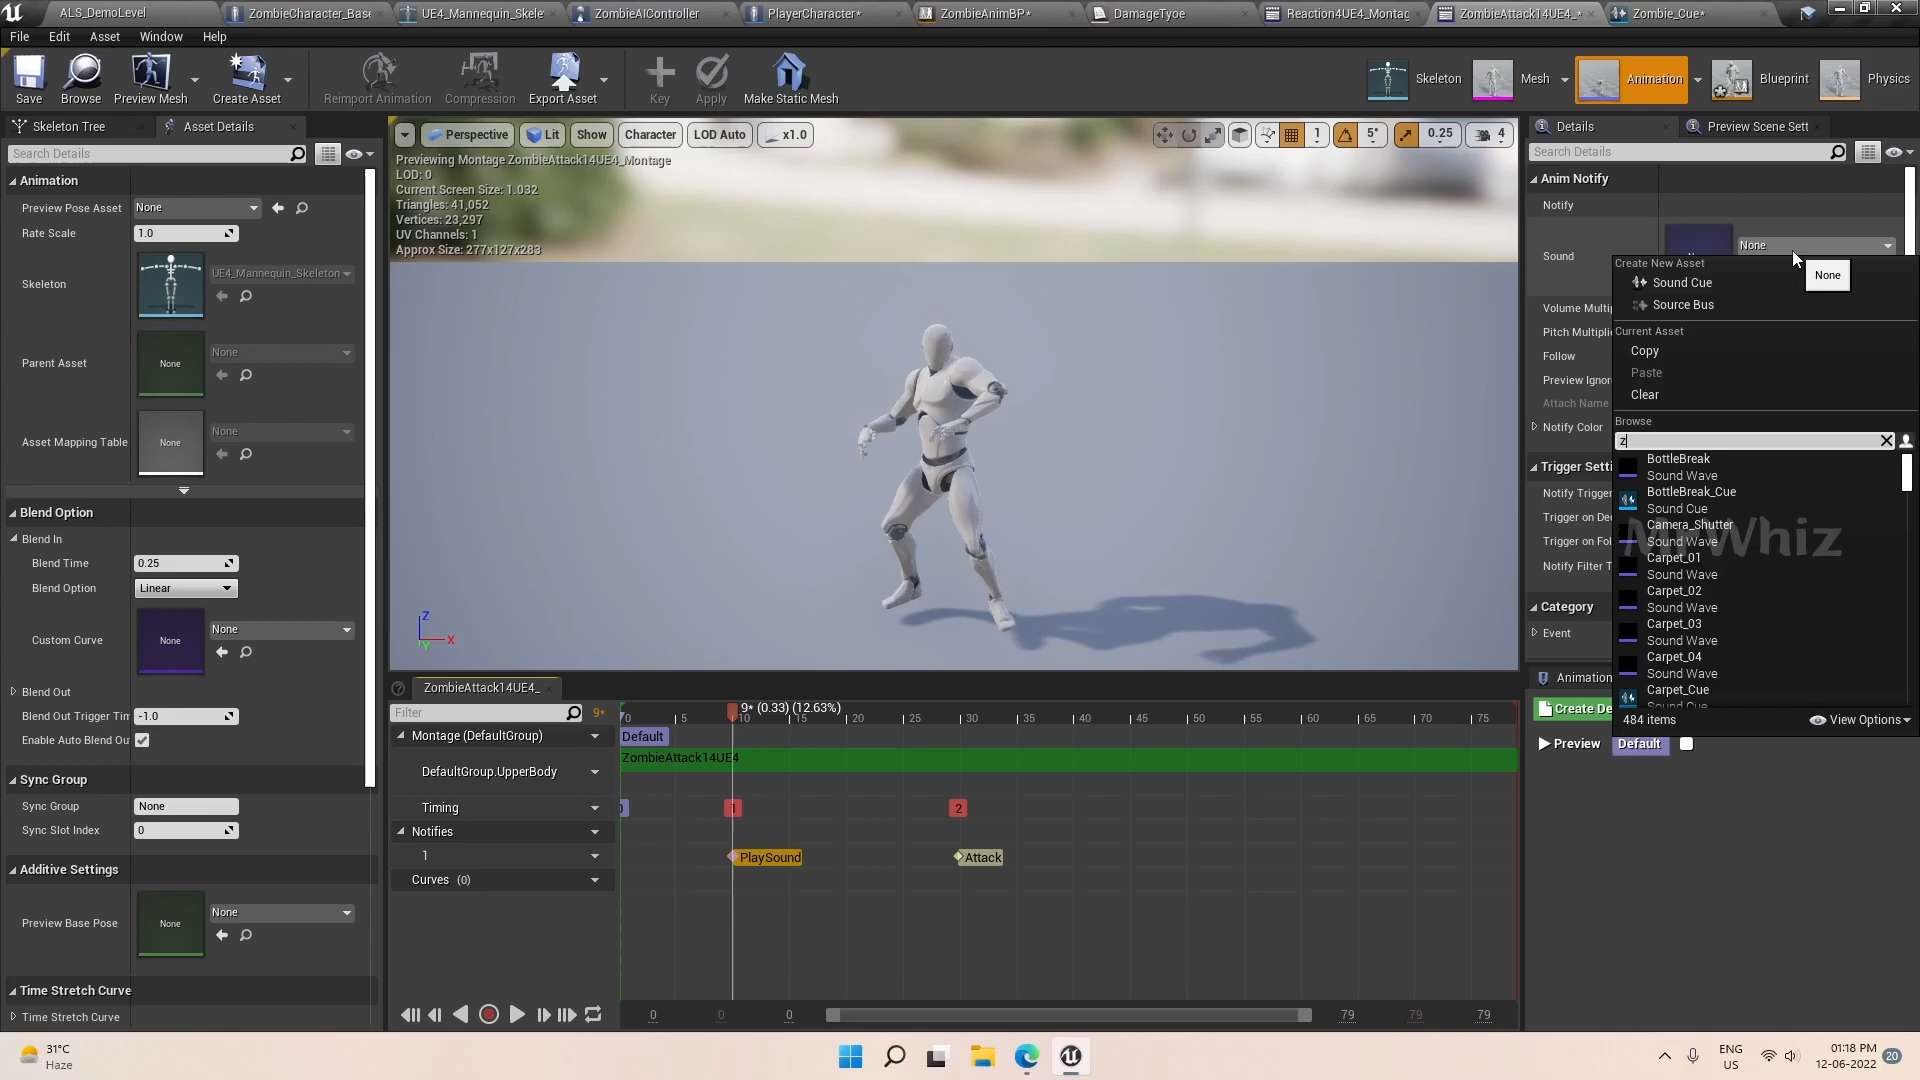 ALS_DemoLevel
ZombieCharacter_Base
UE4_Mannequin_Skele
ZombieAIController
PlayerCharacter*
ZombieAnimBP*
DamageTyoe
Reaction4UE4_Montag
ZombieAttack14UE4_*
Zombie_Cue*
File Edit Asset Window Help
Save
Browse
Preview Mesh
Create Asset
Reimport Animation
Compression
Export Asset
Key
Apply
Make Static Mesh
Skeleton
Mesh
Animation
Blueprint
Physics
Skeleton Tree
Asset Details
Search Details
Animation
Preview Pose Asset None
Rate Scale 1.0
Skeleton UE4_Mannequin_Skeleton
Parent Asset None None
Asset Mapping Table None None
Blend Option
Blend In
Blend Time 0.25
Blend Option Linear
Custom Curve None None
Blend Out
Blend Out Trigger Tim -1.0
Enable Auto Blend Ou
Sync Group
Sync Group None
Sync Slot Index 0
Additive Settings
Preview Base Pose None None
Time Stretch Curve
Time Stretch Curve
Perspective Lit Show Character LOD Auto x1.0
1 5° 0.25 4
Previewing Montage ZombieAttack14UE4_Montage
LOD: 0
Current Screen Size: 1.032
Triangles: 41,052
Vertices: 23,297
UV Channels: 1
Approx Size: 277x127x283
Z
X
Y
ZombieAttack14UE4_
Filter 9*
9* (0.33) (12.63%)
0 5 10 15 20 25 30 35 40 45 50 55 60 65 70 75
Montage (DefaultGroup) Default
ZombieAttack14UE4
DefaultGroup.UpperBody
Timing 1 2
Notifies
1 PlaySound Attack
Curves (0)
0 0 0 79 79 79
Details
Preview Scene Sett
Search Details
Anim Notify
Notify
Sound None
None
Create New Asset
Sound Cue
Source Bus
Current Asset
Copy
Paste
Clear
Browse
z
BottleBreak
Sound Wave
BottleBreak_Cue
Sound Cue
Camera_Shutter
Sound Wave
Carpet_01
Sound Wave
Carpet_02
Sound Wave
Carpet_03
Sound Wave
Carpet_04
Sound Wave
Carpet_Cue
Sound Cue
484 items View Options
MrWhiz
Volume Multip
Pitch Multiplie
Follow
Preview Ignor
Attach Name
Notify Color
Trigger Setti
Notify Trigger
Trigger on De
Trigger on Fol
Notify Filter T
Category
Event
Animation
Create De
Preview Default
31°C
Haze
ENG
US
01:18 PM
12-06-2022
20